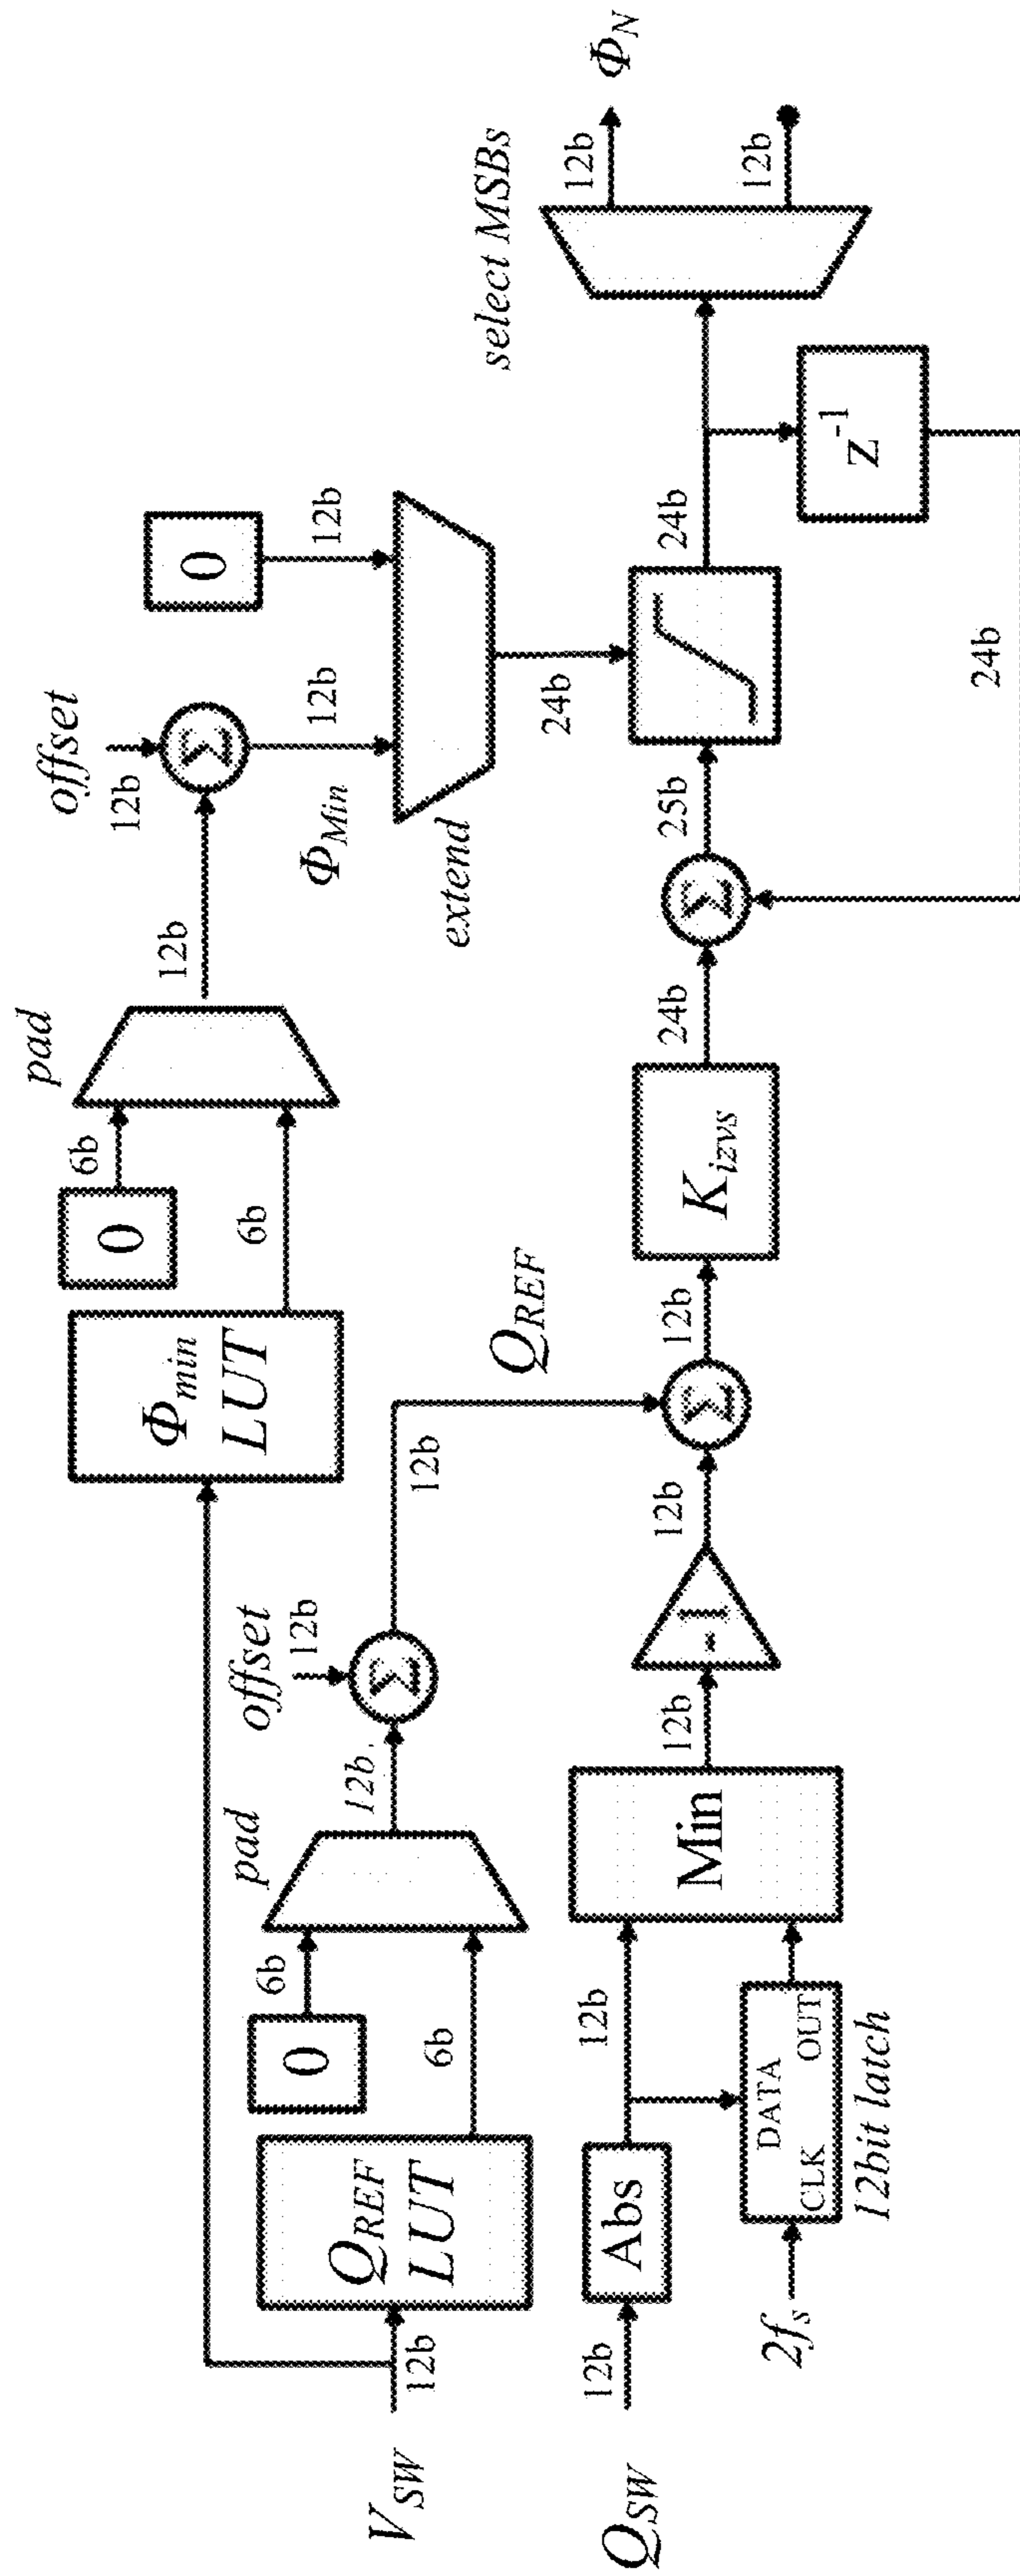 V_SW
12b
Q_REF
LUT
6b
0
6b
pad
12b.
offset
12b
Σ
12b
Q_REF
Φ_min
LUT
6b
0
6b
pad
12b
offset
12b
Σ
Φ_Min
12b
0
12b
extend
24b
Q_SW
12b
Abs
12b
2f_s
DATA
CLK OUT
12bit latch
Min
12b
-1
12b
Σ
12b
K_izvs
24b
Σ
25b
24b
z^-1
24b
select MSBs
12b
Φ_N
12b